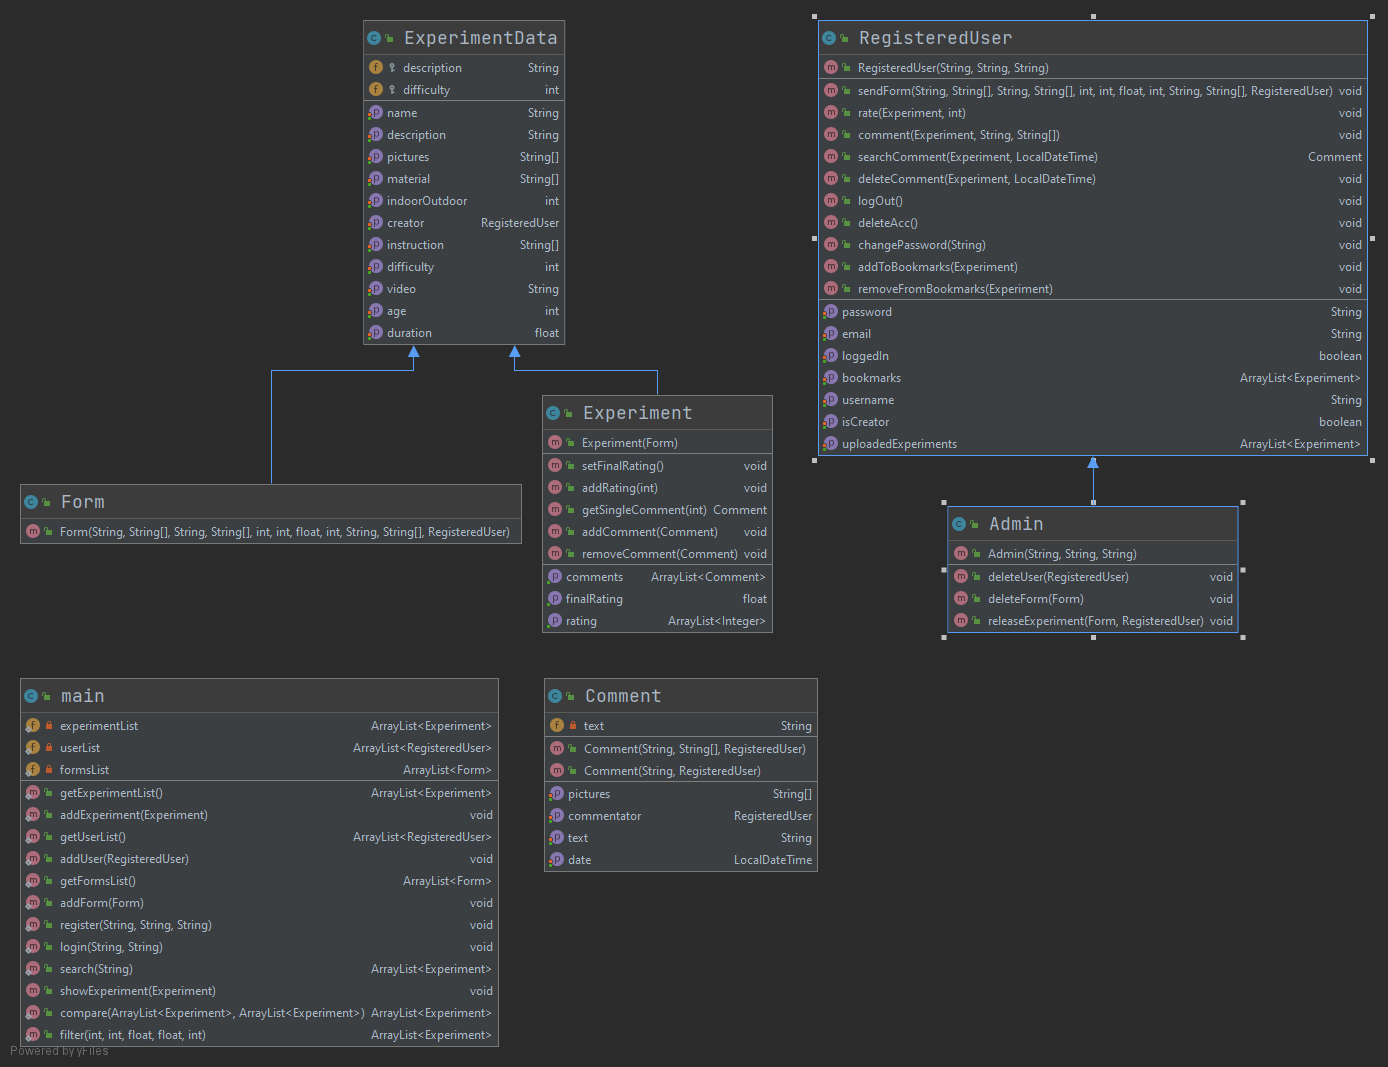 ExperimentData
description String
difficulty int
name String
description String
pictures String[]
material String[]
indoorOutdoor int
creator RegisteredUser
instruction String[]
difficulty int
video String
age int
duration float
RegisteredUser
RegisteredUser(String, String, String)
sendForm(String, String[], String, String[], int, int, float, int, String, String[], RegisteredUser) void
rate(Experiment, int) void
comment(Experiment, String, String[]) void
searchComment(Experiment, LocalDateTime) Comment
deleteComment(Experiment, LocalDateTime) void
logOut() void
deleteAcc() void
changePassword(String) void
addToBookmarks(Experiment) void
removeFromBookmarks(Experiment) void
password String
email String
loggedIn boolean
bookmarks ArrayList<Experiment>
username String
isCreator boolean
uploadedExperiments ArrayList<Experiment>
Experiment
Experiment(Form)
setFinalRating() void
addRating(int) void
getSingleComment(int) Comment
addComment(Comment) void
removeComment(Comment) void
comments ArrayList<Comment>
finalRating float
rating ArrayList<Integer>
Form
Form(String, String[], String, String[], int, int, float, int, String, String[], RegisteredUser)
Admin
Admin(String, String, String)
deleteUser(RegisteredUser) void
deleteForm(Form) void
releaseExperiment(Form, RegisteredUser) void
main
experimentList ArrayList<Experiment>
userList ArrayList<RegisteredUser>
formsList ArrayList<Form>
getExperimentList() ArrayList<Experiment>
addExperiment(Experiment) void
getUserList() ArrayList<RegisteredUser>
addUser(RegisteredUser) void
getFormsList() ArrayList<Form>
addForm(Form) void
register(String, String, String) void
login(String, String) void
search(String) ArrayList<Experiment>
showExperiment(Experiment) void
compare(ArrayList<Experiment>, ArrayList<Experiment>) ArrayList<Experiment>
filter(int, int, float, float, int) ArrayList<Experiment>
Comment
text String
Comment(String, String[], RegisteredUser)
Comment(String, RegisteredUser)
pictures String[]
commentator RegisteredUser
text String
date LocalDateTime
Powered by yFiles